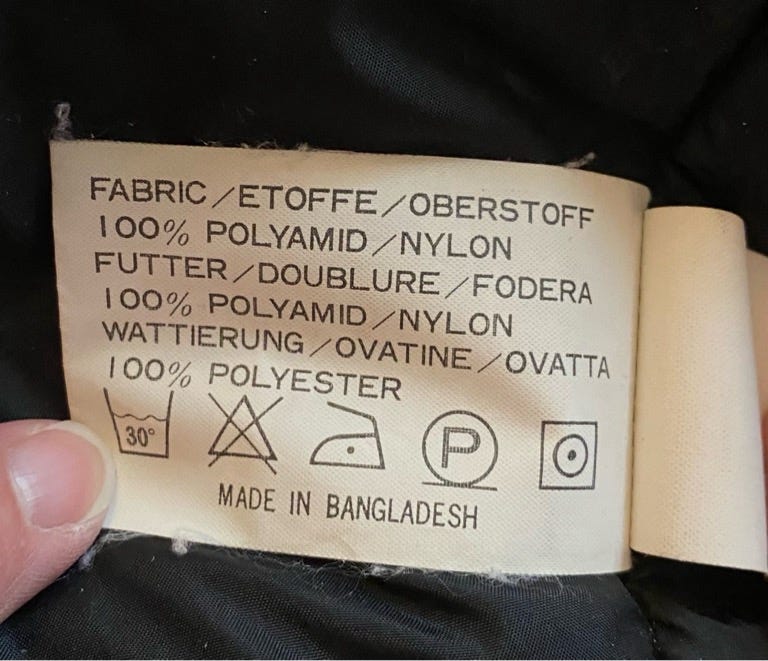 FABRIC/ETOFFE/OBERSTOFF
100% POLYAMID/NYLON
FUTTER/DOUBLURE/FODERA
100% POLYAMID/NYLON
WATTIERUNG/OVATINE/OVATTA
100% POLYESTER
30° P
MADE IN BANGLADESH